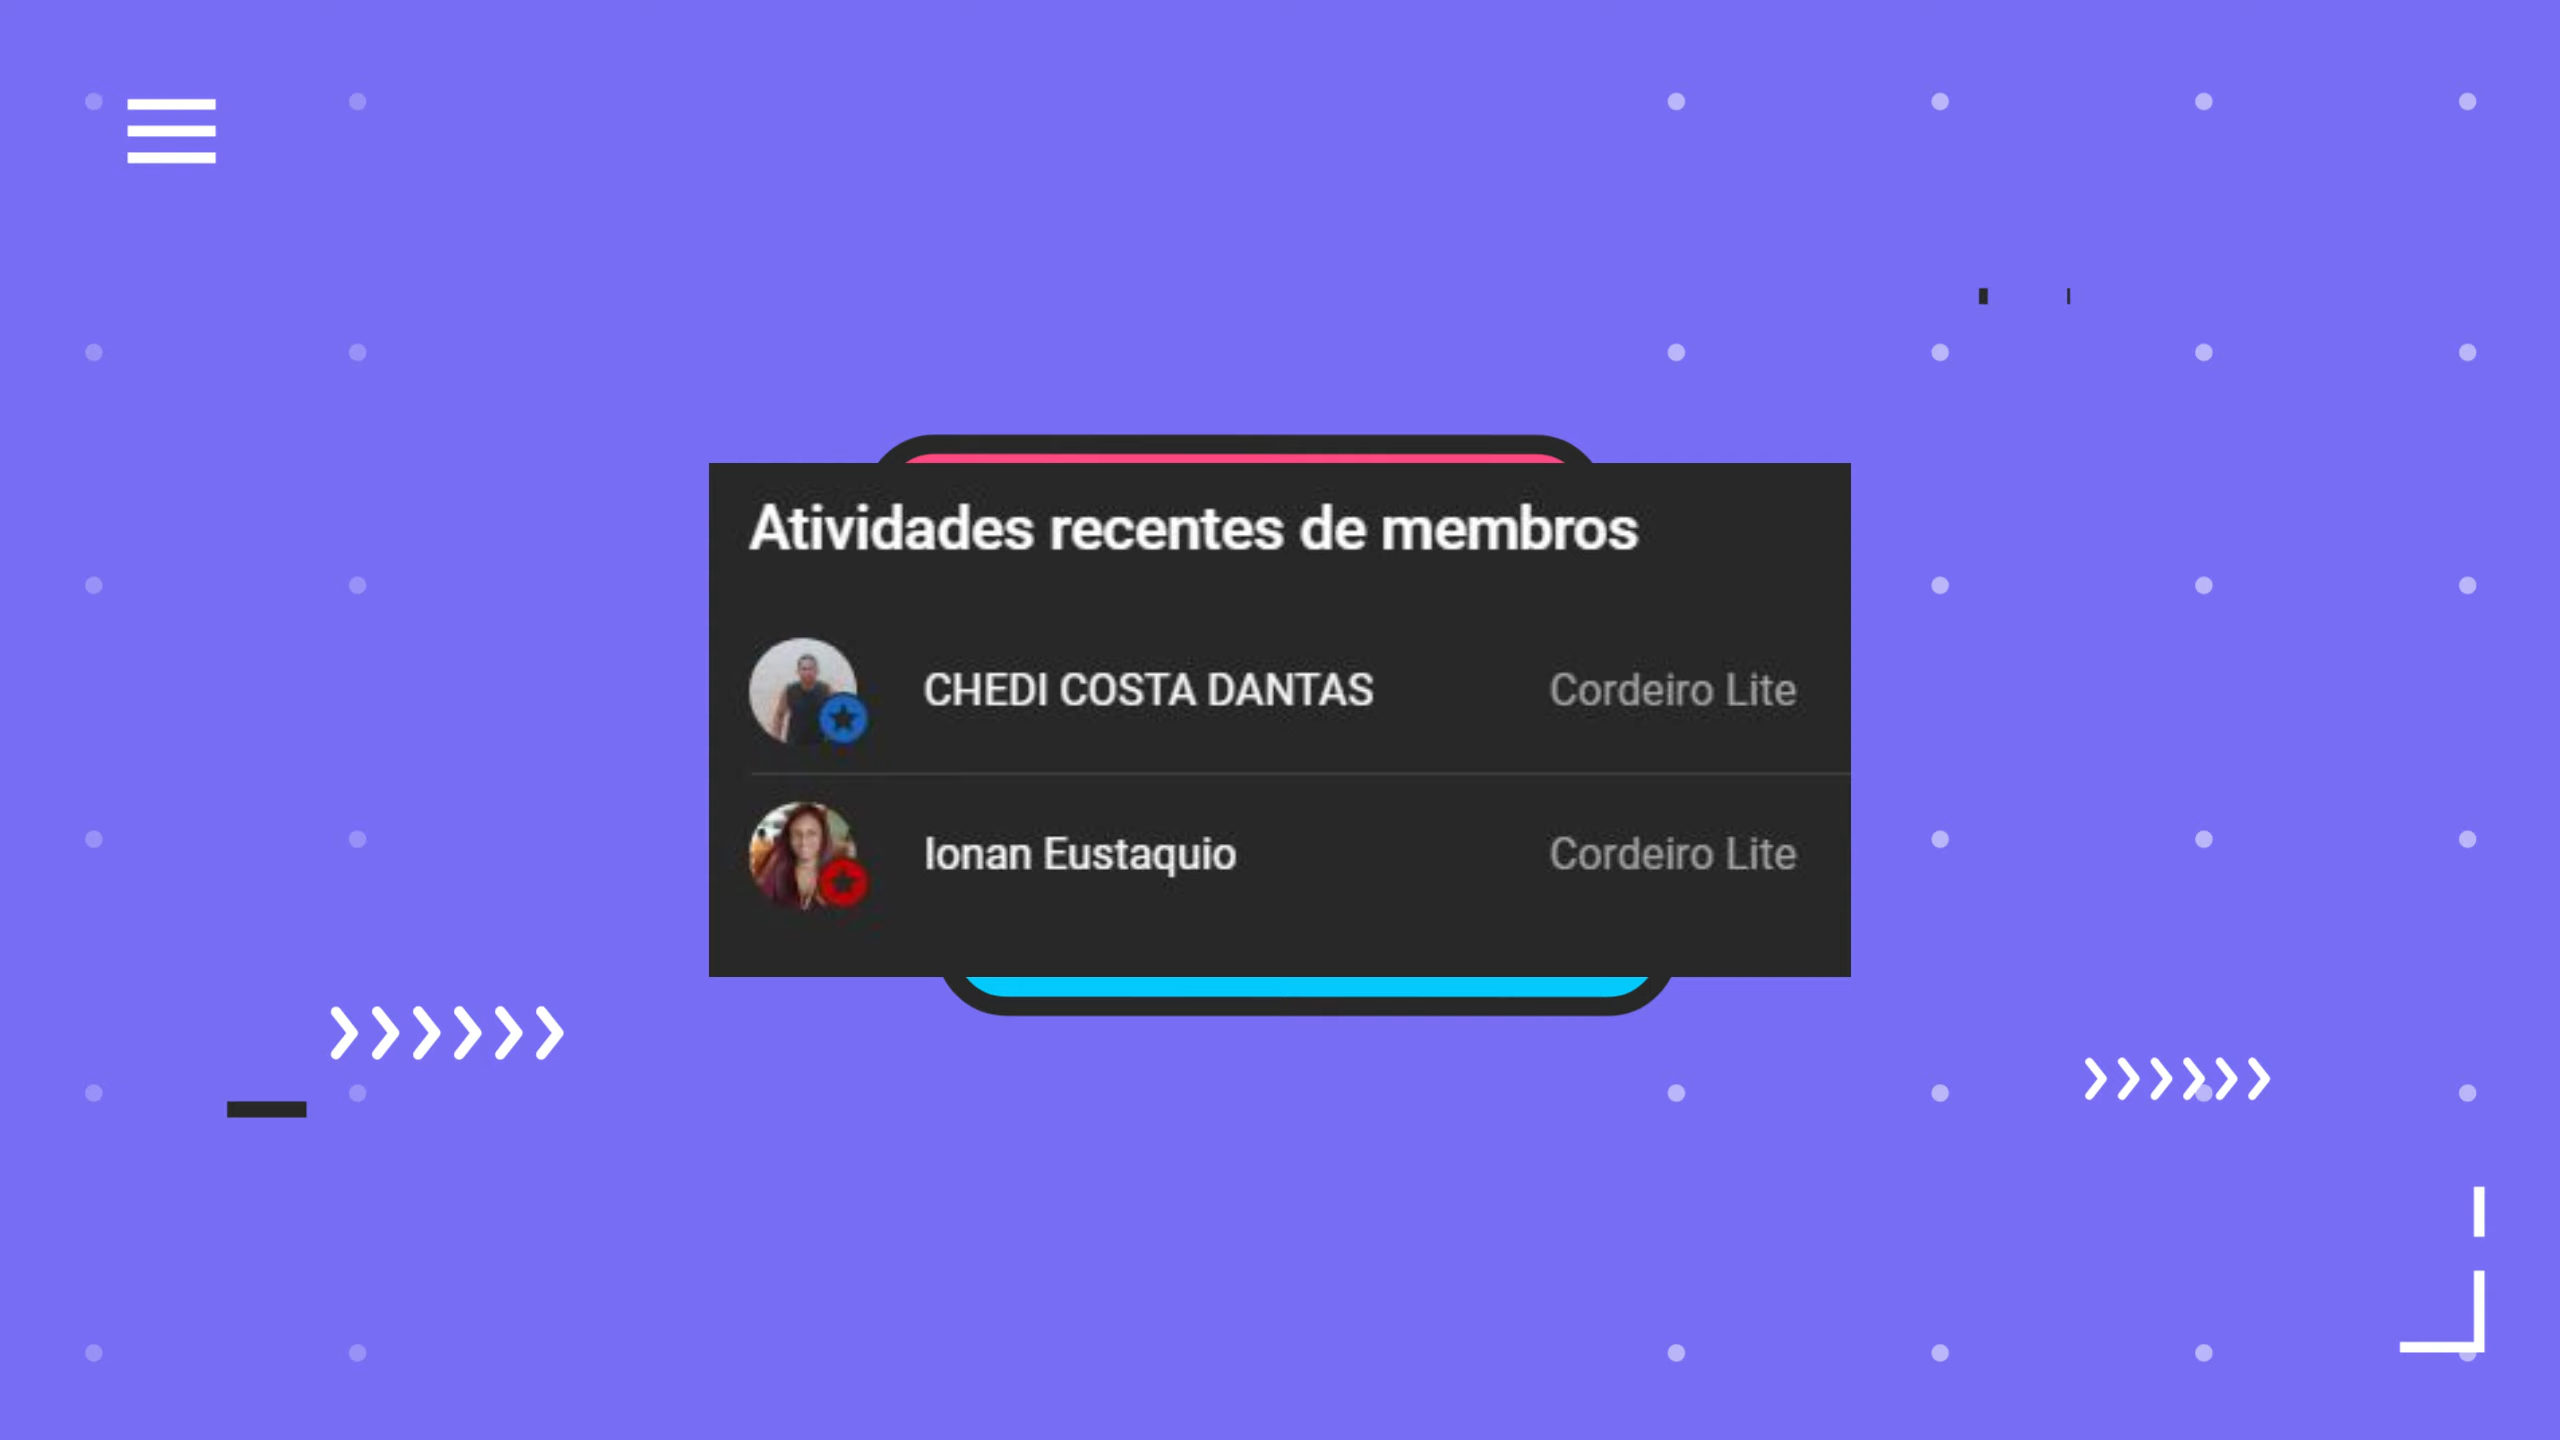 Atividades recentes de membros
CHEDI COSTA DANTAS Cordeiro Lite
Ionan Eustaquio Cordeiro Lite